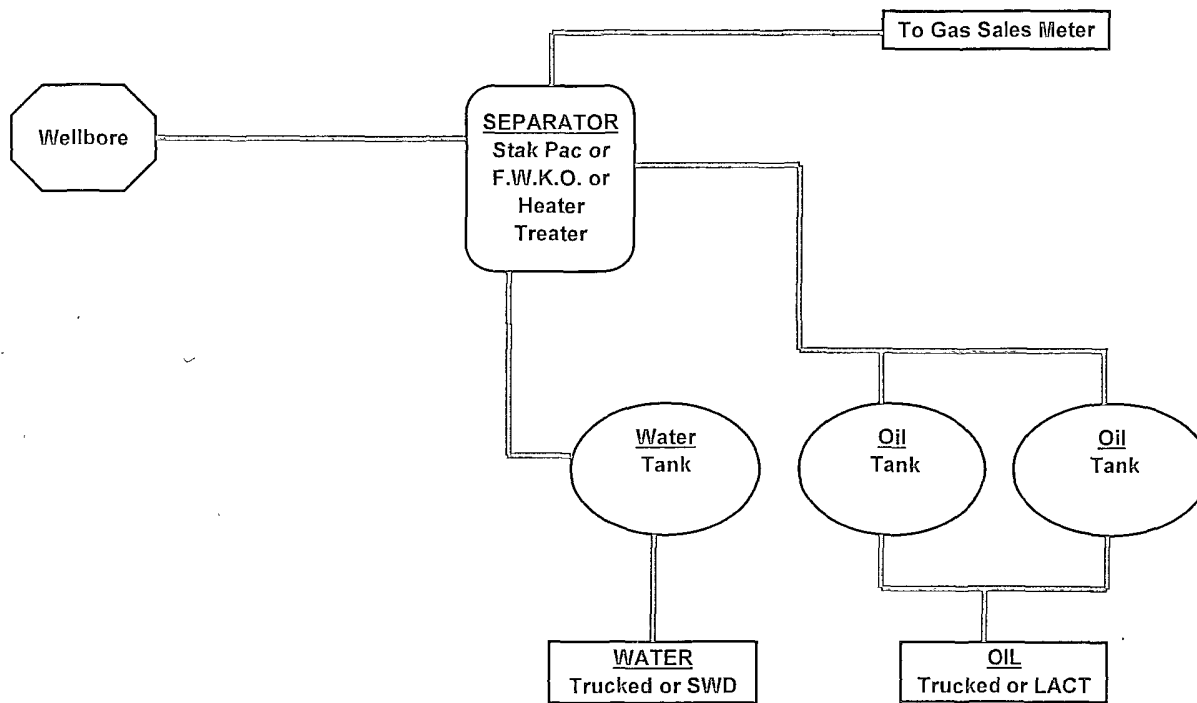 To Gas Sales Meter
Wellbore
SEPARATOR
Stak Pac or
F.W.K.O. or
Heater
Treater
Water
Tank
Oil
Tank
Oil
Tank
WATER
Trucked or SWD
OIL
Trucked or LACT